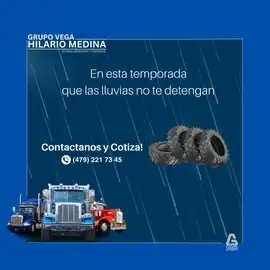 GRUPO VEGA
HILARIO MEDINA
En esta temporada
que las lluvias no te detengan
Contactanos y Cotiza!
(479) 221 73 45